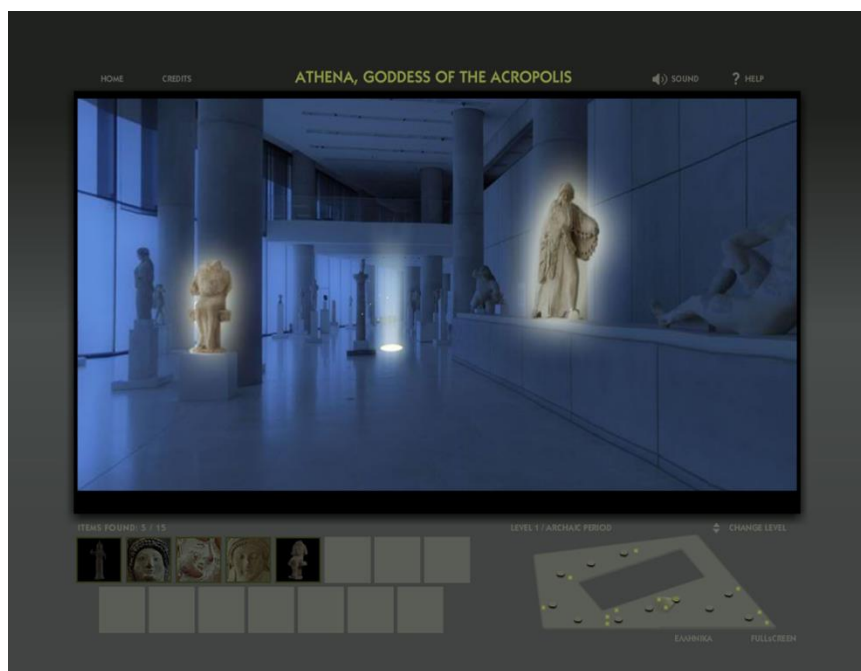 HOME CREDITS ATHENA, GODDESS OF THE ACROPOLIS SOUND ? HELP
ITEMS FOUND: 5 / 15 LEVEL 1 / ARCHAIC PERIOD CHANGE LEVEL
ΕΛΛΗΝΙΚΑ FULLSCREEN